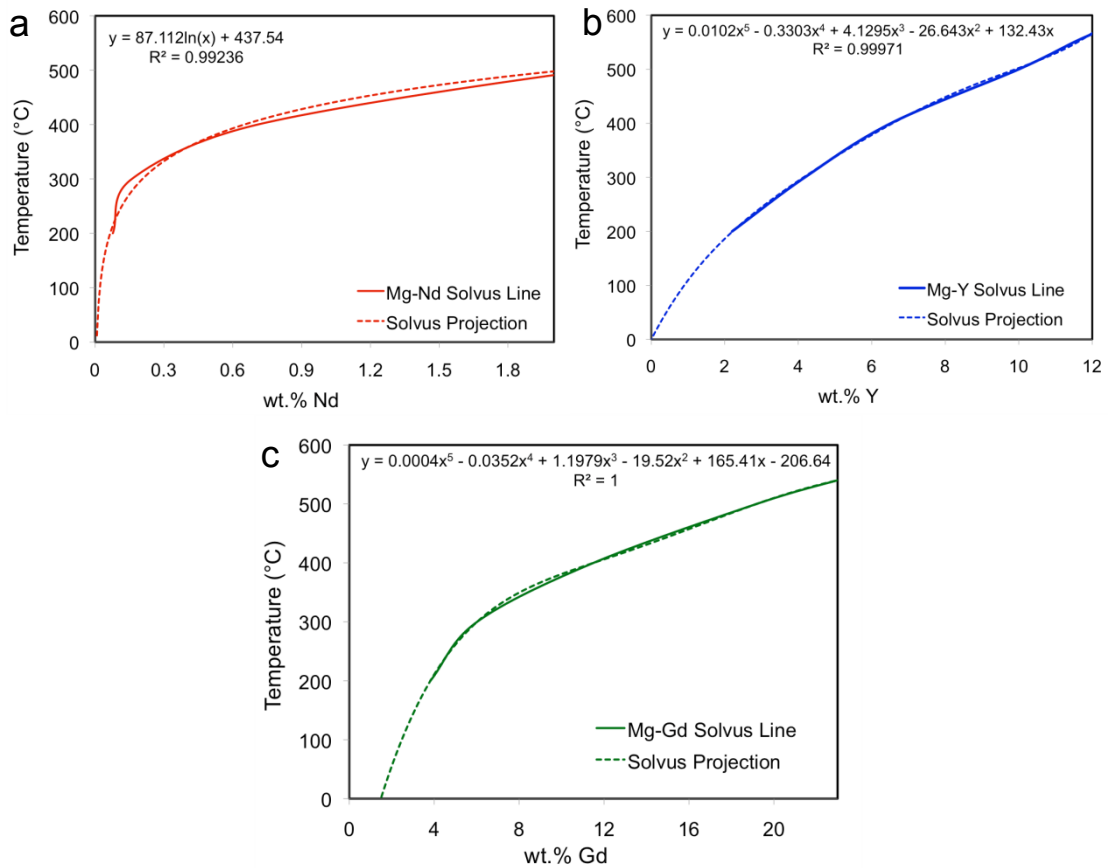 a
y = 87.112ln(x) + 437.54
R² = 0.99236
600
500
400
300
200
100
0
Temperature (°C)
Mg-Nd Solvus Line
Solvus Projection
0 0.3 0.6 0.9 1.2 1.5 1.8
wt.% Nd
b
y = 0.0102x⁵ - 0.3303x⁴ + 4.1295x³ - 26.643x² + 132.43x
R² = 0.99971
600
500
400
300
200
100
0
Temperature (°C)
Mg-Y Solvus Line
Solvus Projection
0 2 4 6 8 10 12
wt.% Y
c
y = 0.0004x⁵ - 0.0352x⁴ + 1.1979x³ - 19.52x² + 165.41x - 206.64
R² = 1
600
500
400
300
200
100
0
Temperature (°C)
Mg-Gd Solvus Line
Solvus Projection
0 4 8 12 16 20
wt.% Gd